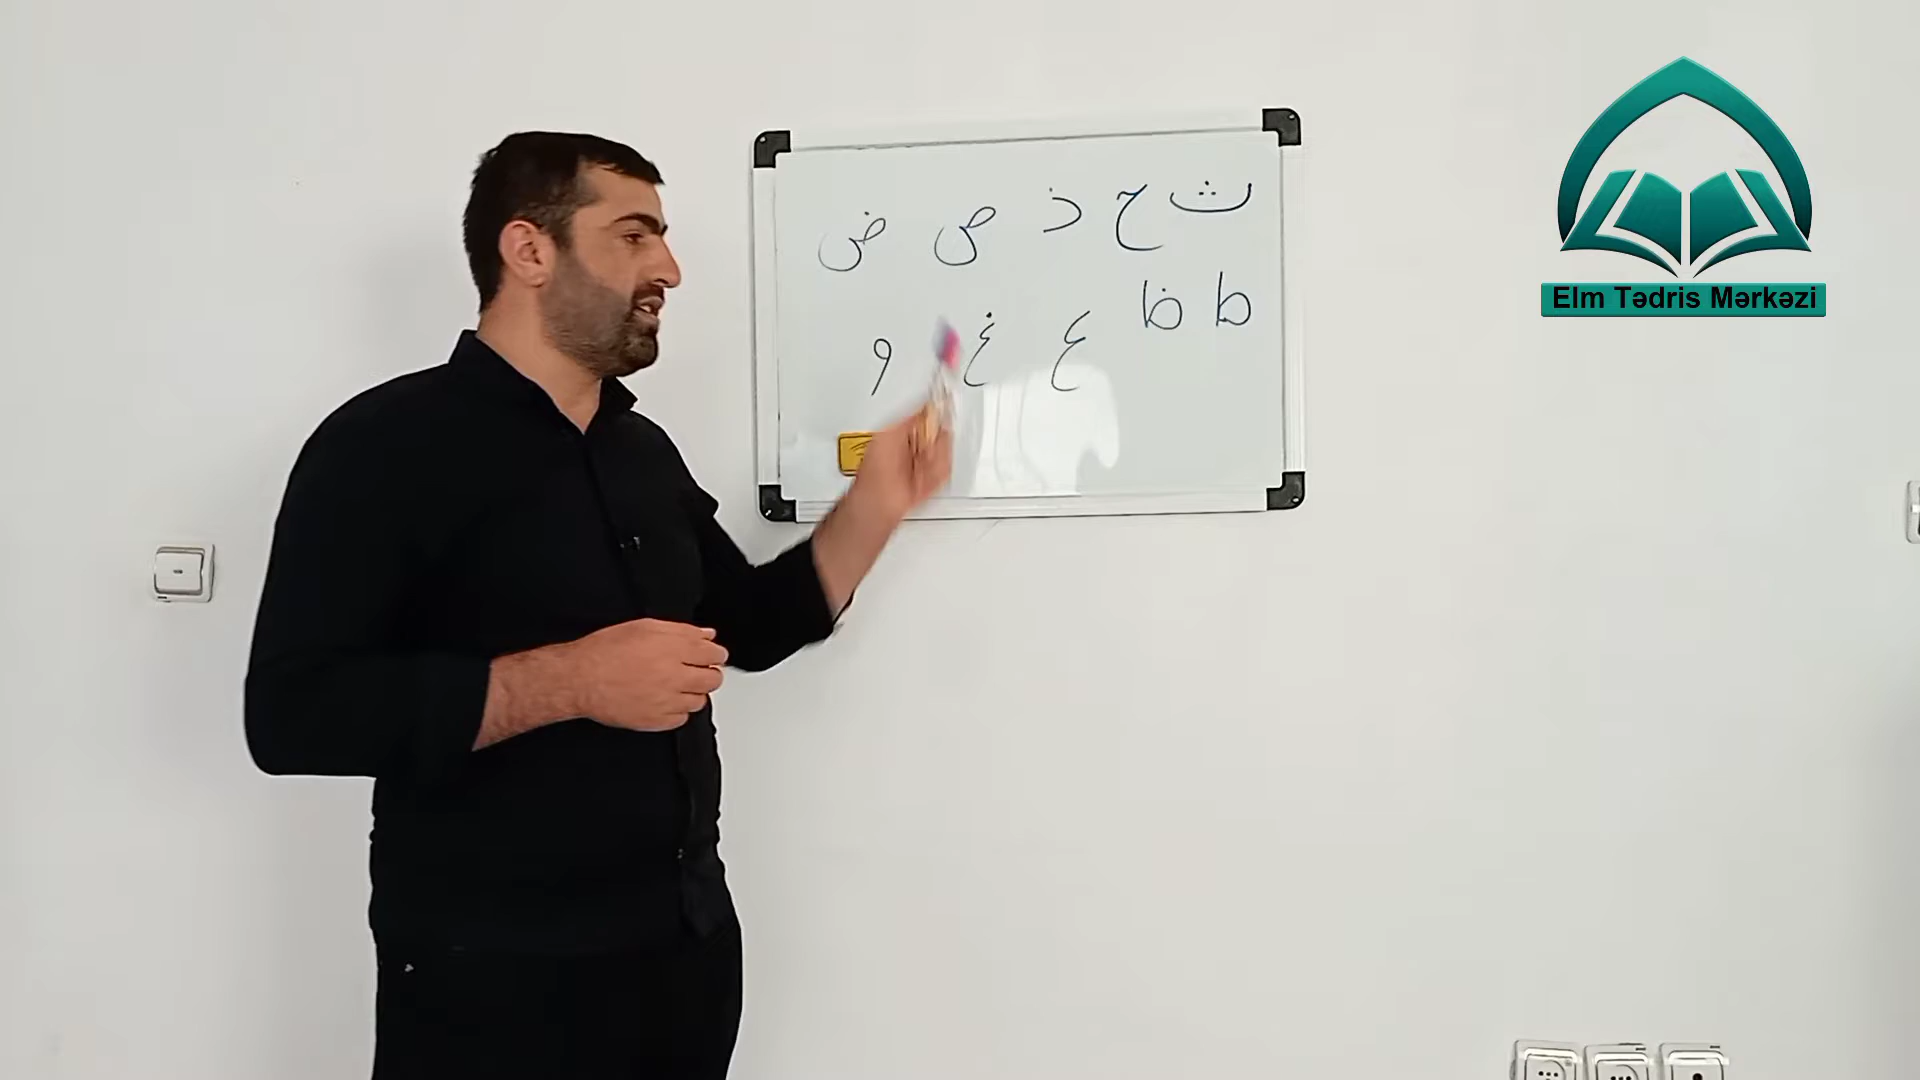 ث ح ذ ص ض
ط ظ ع غ و
Elm Tədris Mərkəzi